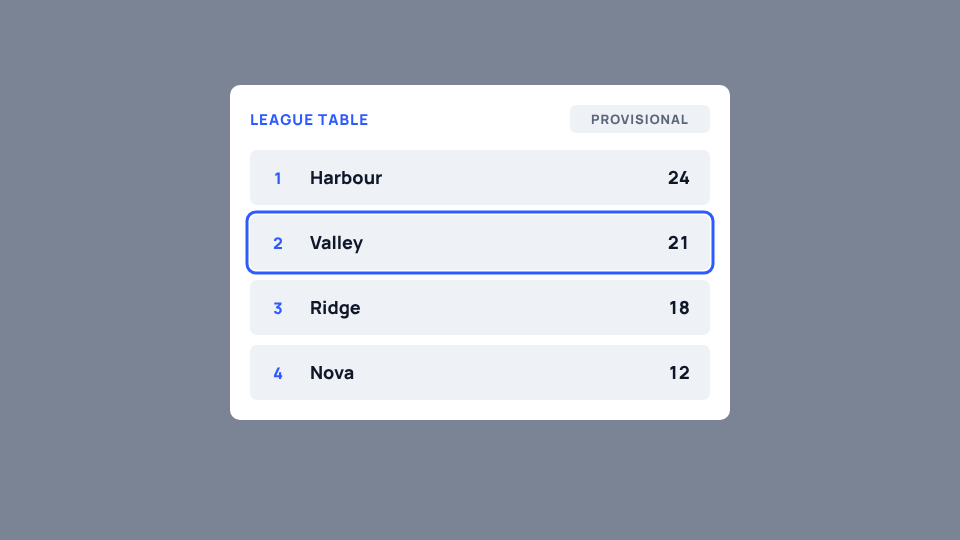 LEAGUE TABLE PROVISIONAL
1 Harbour 24
2 Valley 21
3 Ridge 18
4 Nova 12